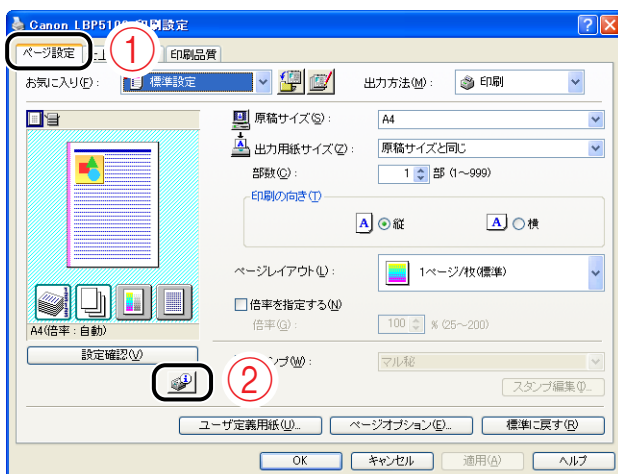 Canon LBP5100 印刷設定
ページ設定 印刷品質
①
お気に入り(F): 標準設定 出力方法(M): 印刷
原稿サイズ(S): A4
出力用紙サイズ(Z): 原稿サイズと同じ
部数(C): 1 部 (1～999)
印刷の向き(T)
A 縦 A 横
ページレイアウト(L): 1ページ/枚(標準)
倍率を指定する(N)
倍率(G): 100 % (25～200)
A4(倍率:自動)
設定確認(V)
②
ンプ(W): マル秘
スタンプ編集(I)...
ユーザ定義用紙(U)... ページオプション(E)... 標準に戻す(R)
OK キャンセル 適用(A) ヘルプ